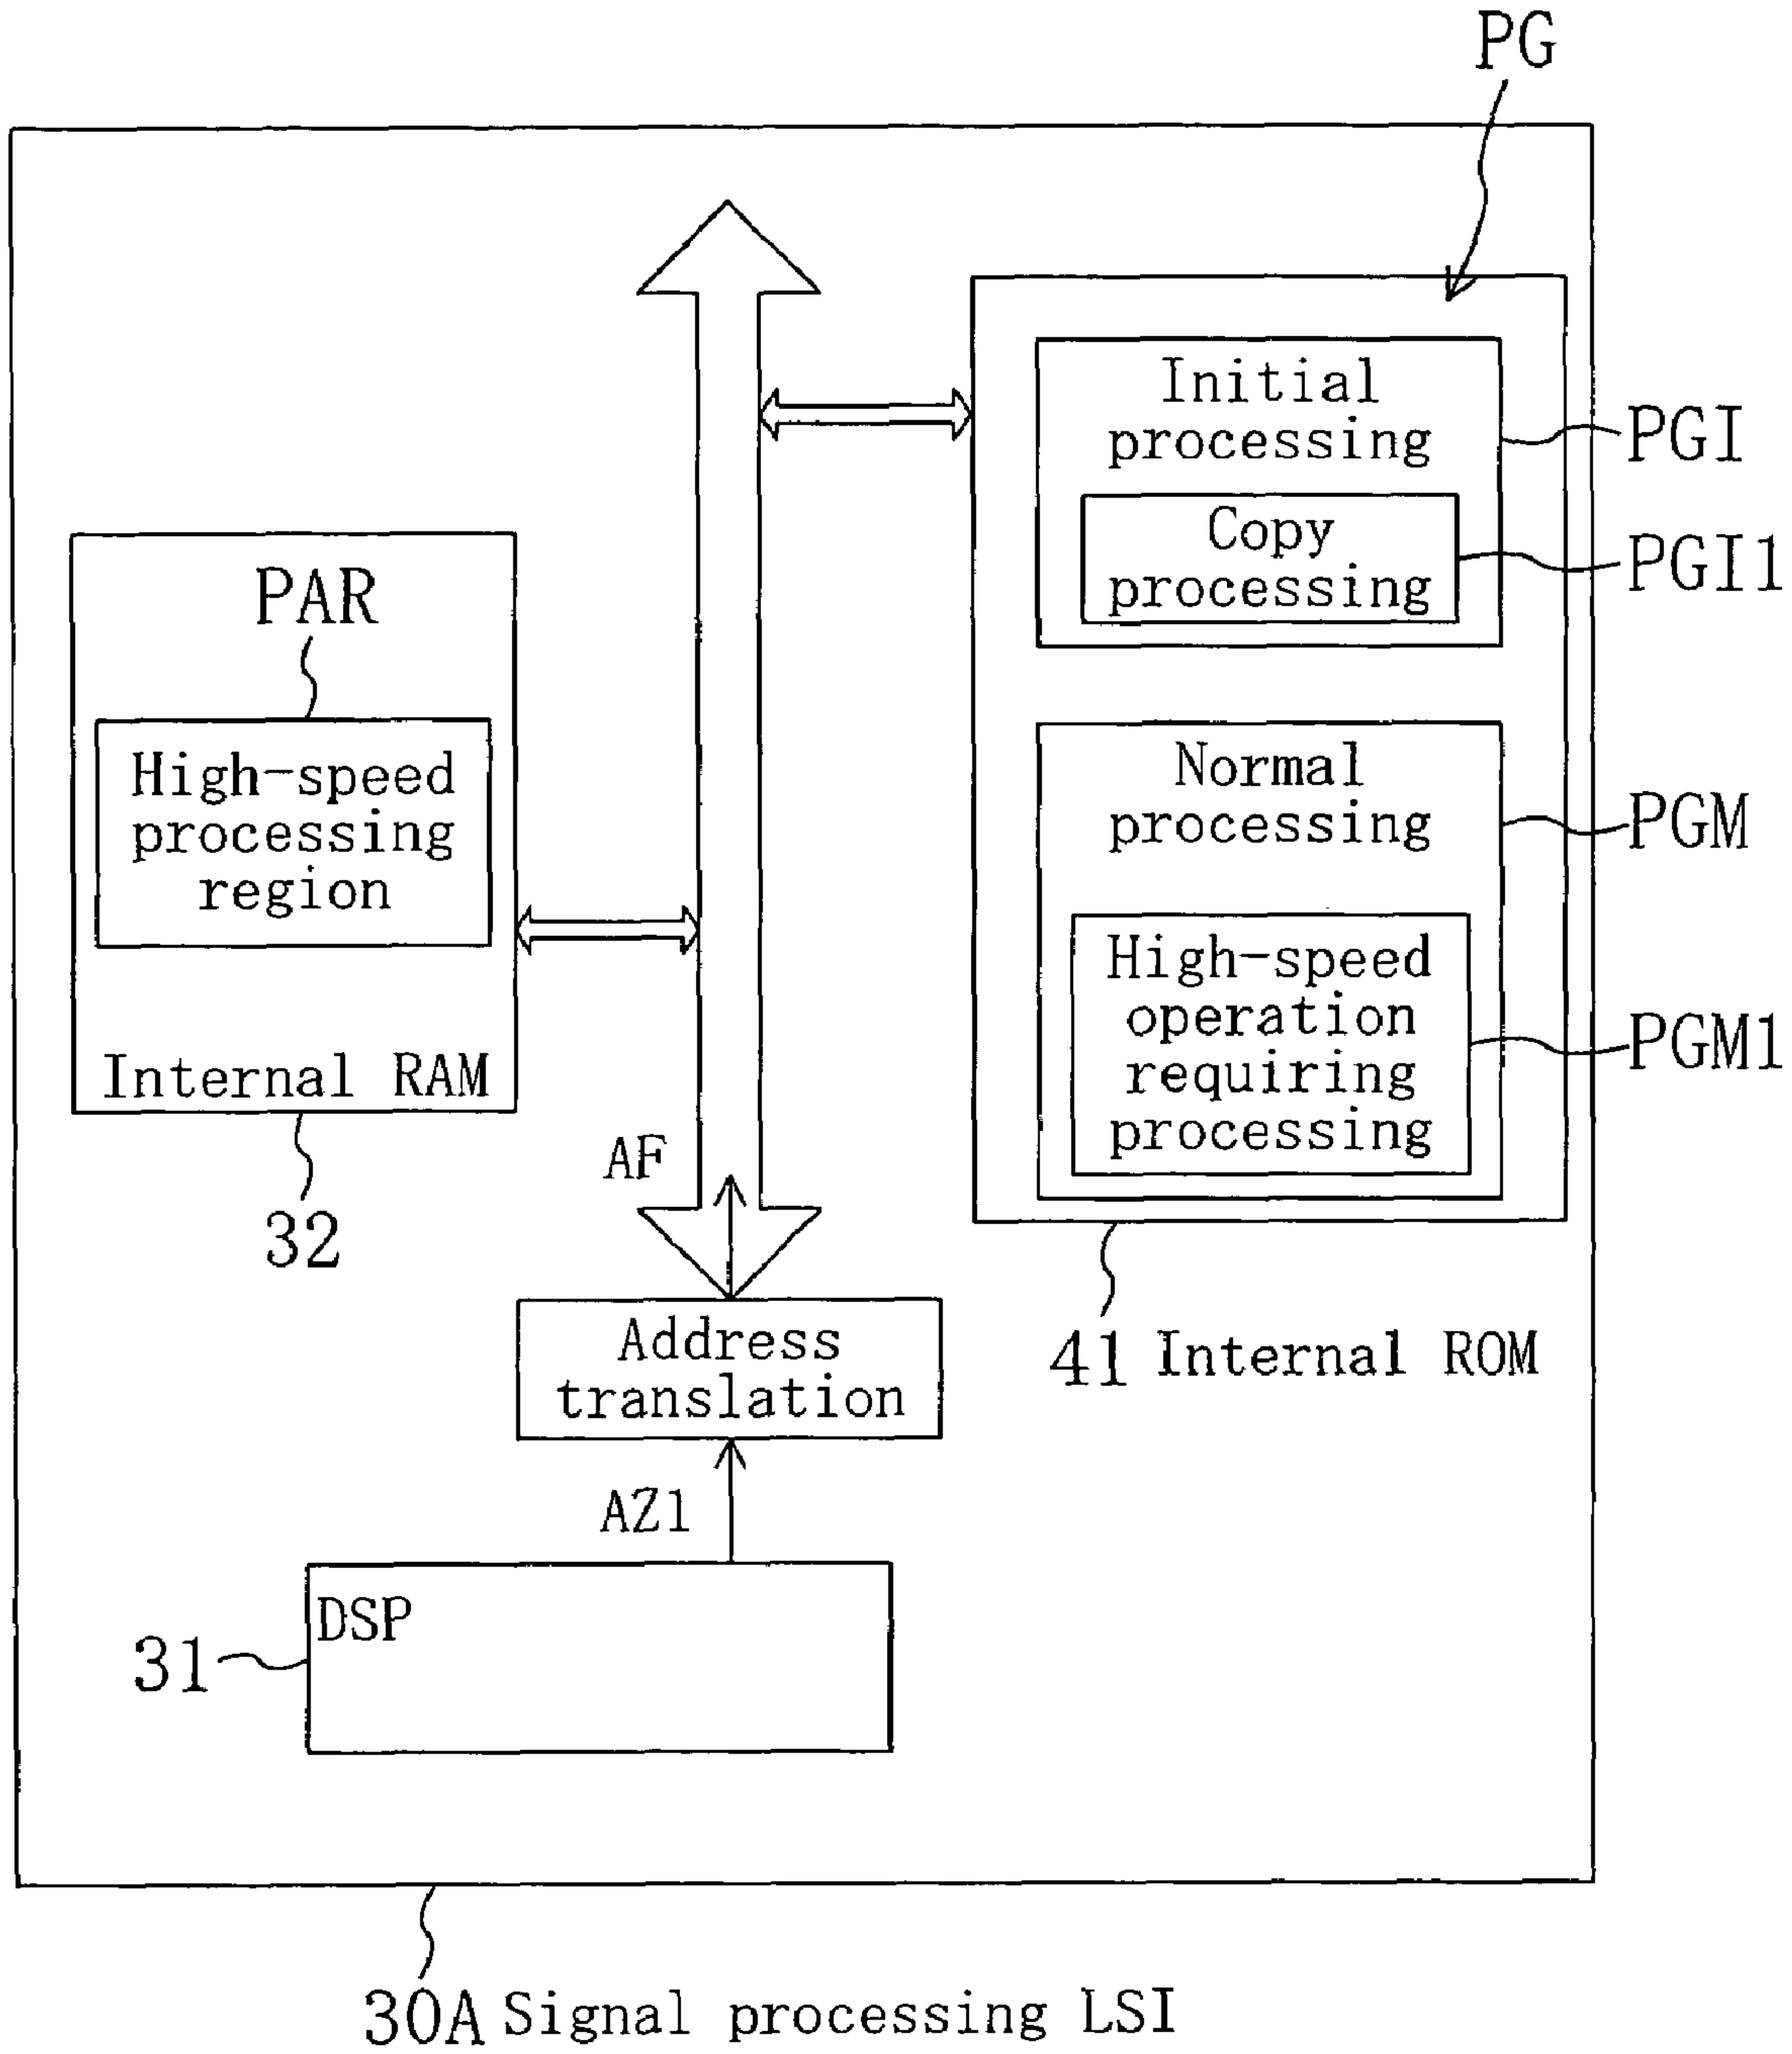 PG
Initial
processing
PGI
Copy
processing
PGI1
PAR
High-speed
processing
region
Internal RAM
32
Normal
processing
PGM
High-speed
operation
requiring
processing
PGM1
AF
Address
translation
41 Internal ROM
AZ1
DSP
31
30A Signal processing LSI